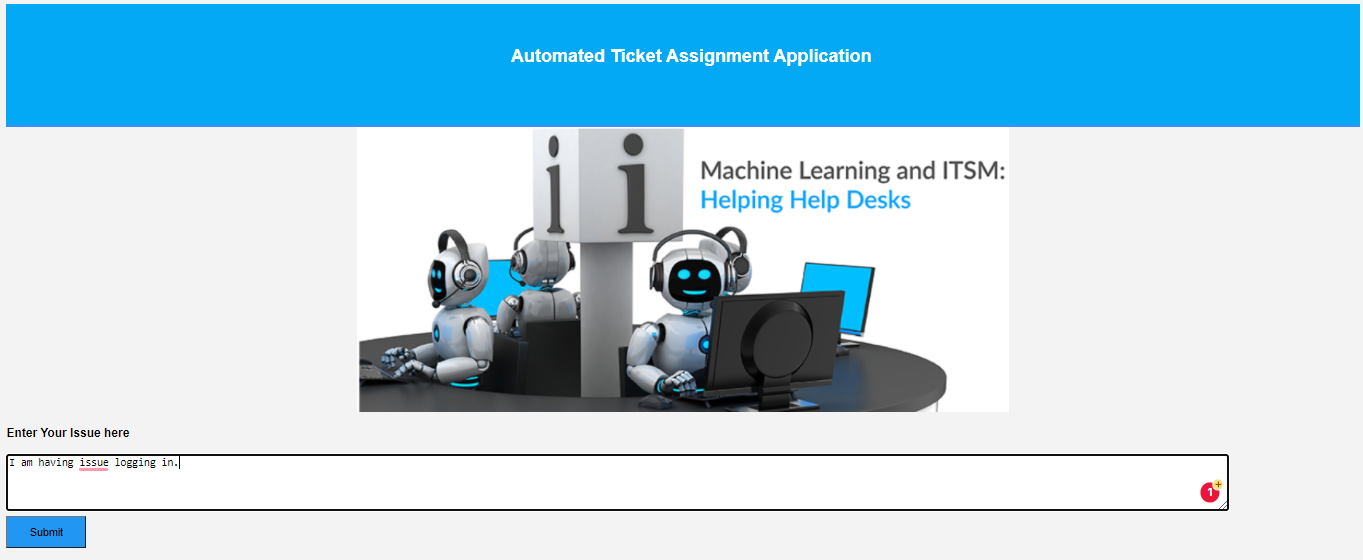 Automated Ticket Assignment Application
i i
Machine Learning and ITSM:
Helping Help Desks
Enter Your Issue here
I am having issue logging in.
1
Submit